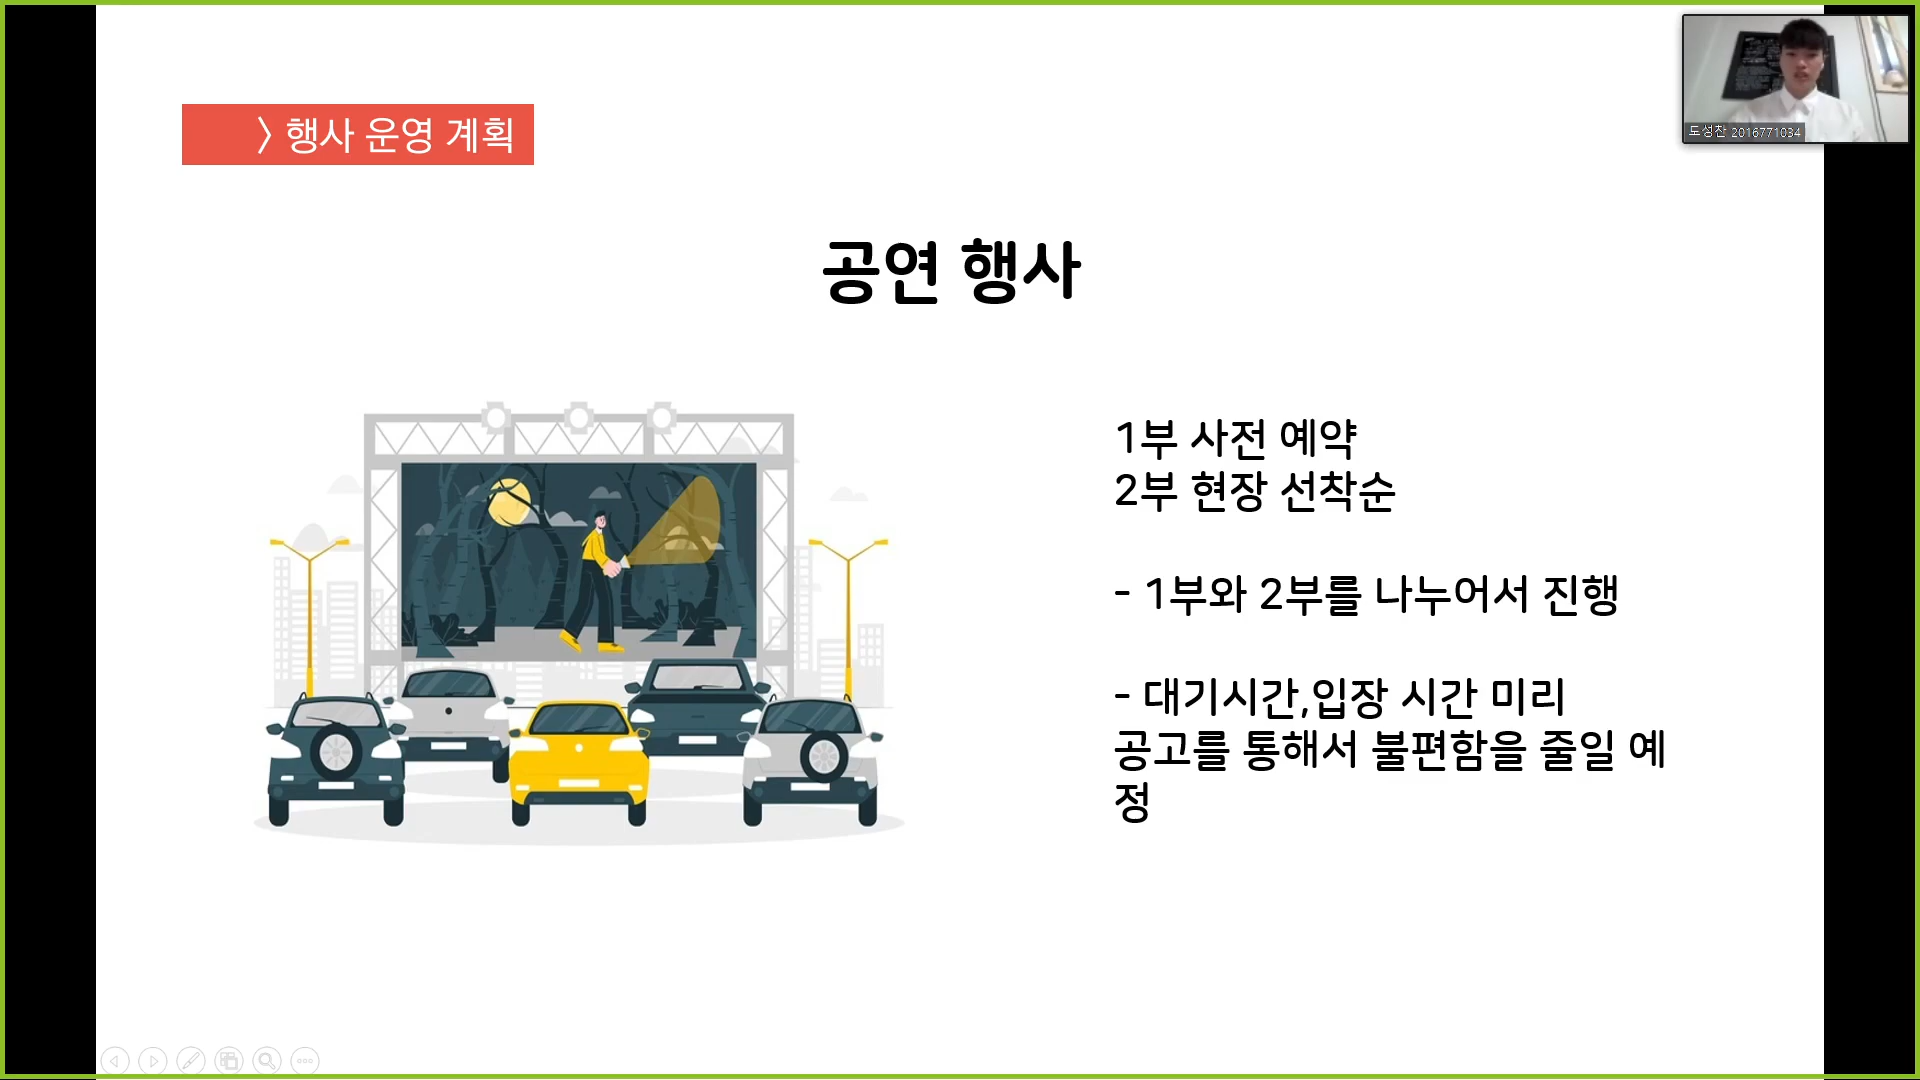 〉행사 운영 계획
도성찬 2016771034
공연 행사
1부 사전 예약
2부 현장 선착순
- 1부와 2부를 나누어서 진행
- 대기시간,입장 시간 미리
공고를 통해서 불편함을 줄일 예
정